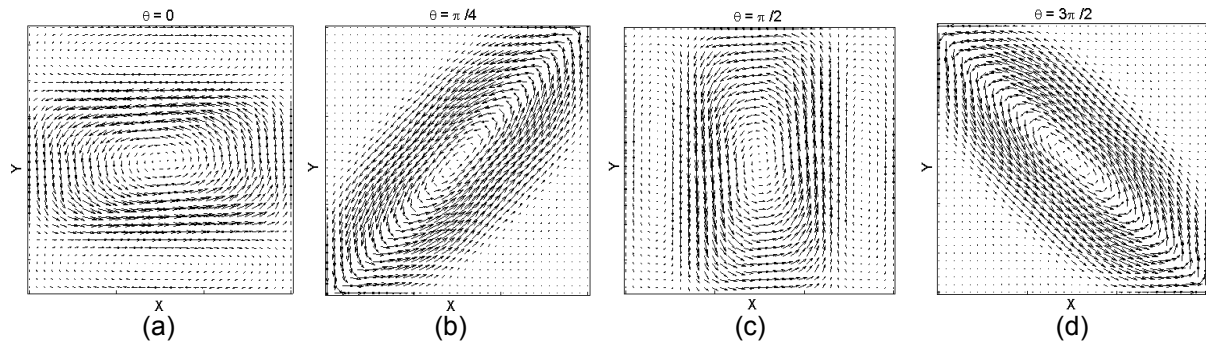 θ = 0
θ = π /4
θ = π /2
θ = 3π /2
Y
Y
Y
Y
X
X
X
X
(a)
(b)
(c)
(d)